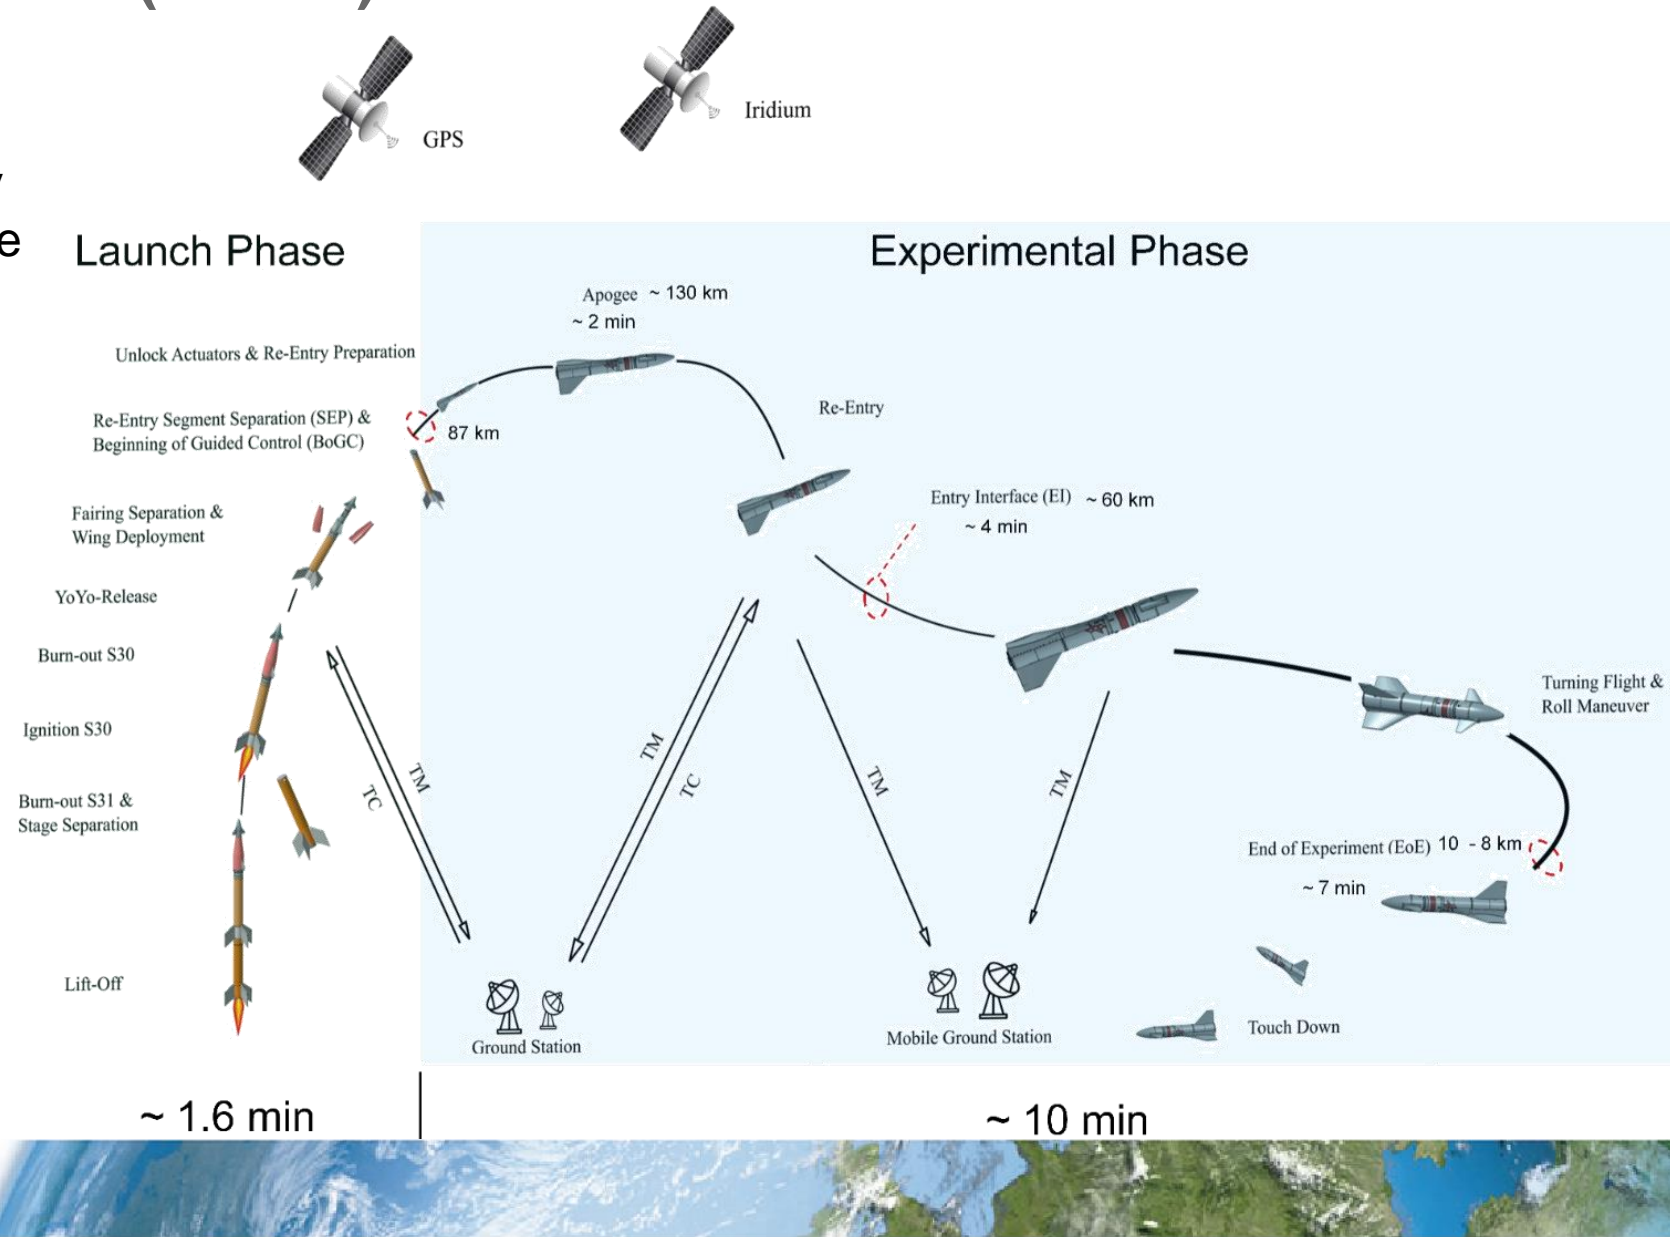 GPS
Iridium
e
Launch Phase
Experimental Phase
Apogee ~ 130 km
~ 2 min
Unlock Actuators & Re-Entry Preparation
Re-Entry Segment Separation (SEP) &
Beginning of Guided Control (BoGC)
87 km
Re-Entry
Fairing Separation &
Wing Deployment
Entry Interface (EI) ~ 60 km
~ 4 min
YoYo-Release
Burn-out S30
Ignition S30
Turning Flight &
Roll Maneuver
TM
TC
TM
TC
TM
TM
Burn-out S31 &
Stage Separation
End of Experiment (EoE) 10 - 8 km
~ 7 min
Lift-Off
Ground Station
Mobile Ground Station
Touch Down
~ 1.6 min
~ 10 min